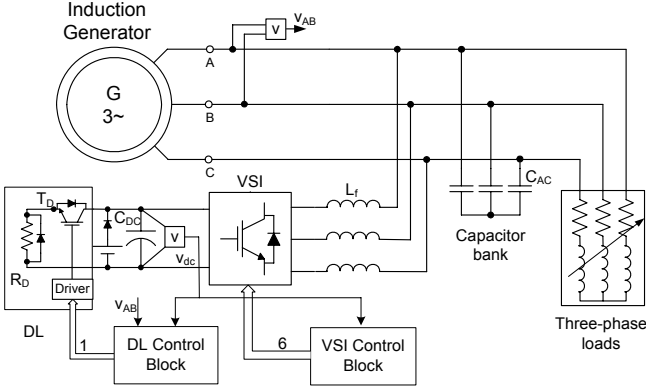 Induction
Generator
G
3~
A
B
C
v
vAB
VSI
Lf
CAC
Capacitor
bank
Three-phase
loads
TD
CDC
v
RD
vdc
Driver
DL
vAB
1
DL Control
Block
6
VSI Control
Block